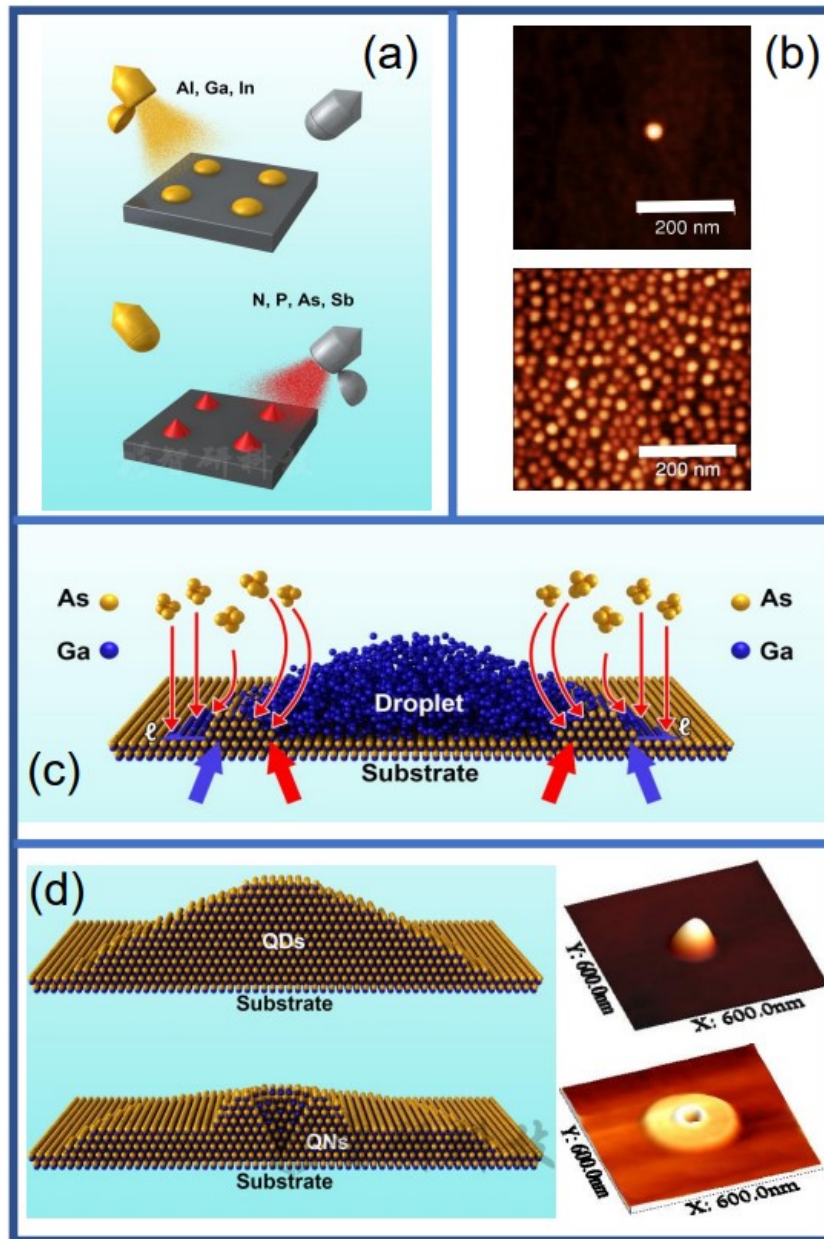 (a)
Al, Ga, In
N, P, As, Sb
(b)
200 nm
200 nm
As
As
Ga
Ga
Droplet
ℓ
ℓ
Substrate
(c)
(d)
QDs
Substrate
Y: 600.0nm
X: 600.0nm
QNs
Substrate
Y: 600.0nm
X: 600.0nm